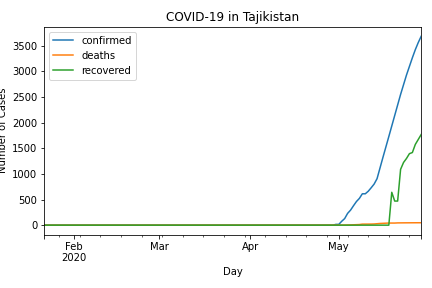 COVID-19 in Tajikistan
confirmed
deaths
recovered
3500
3000
2500
2000
1500
1000
500
0
Number of Cases
Feb
2020
Mar
Apr
May
Day